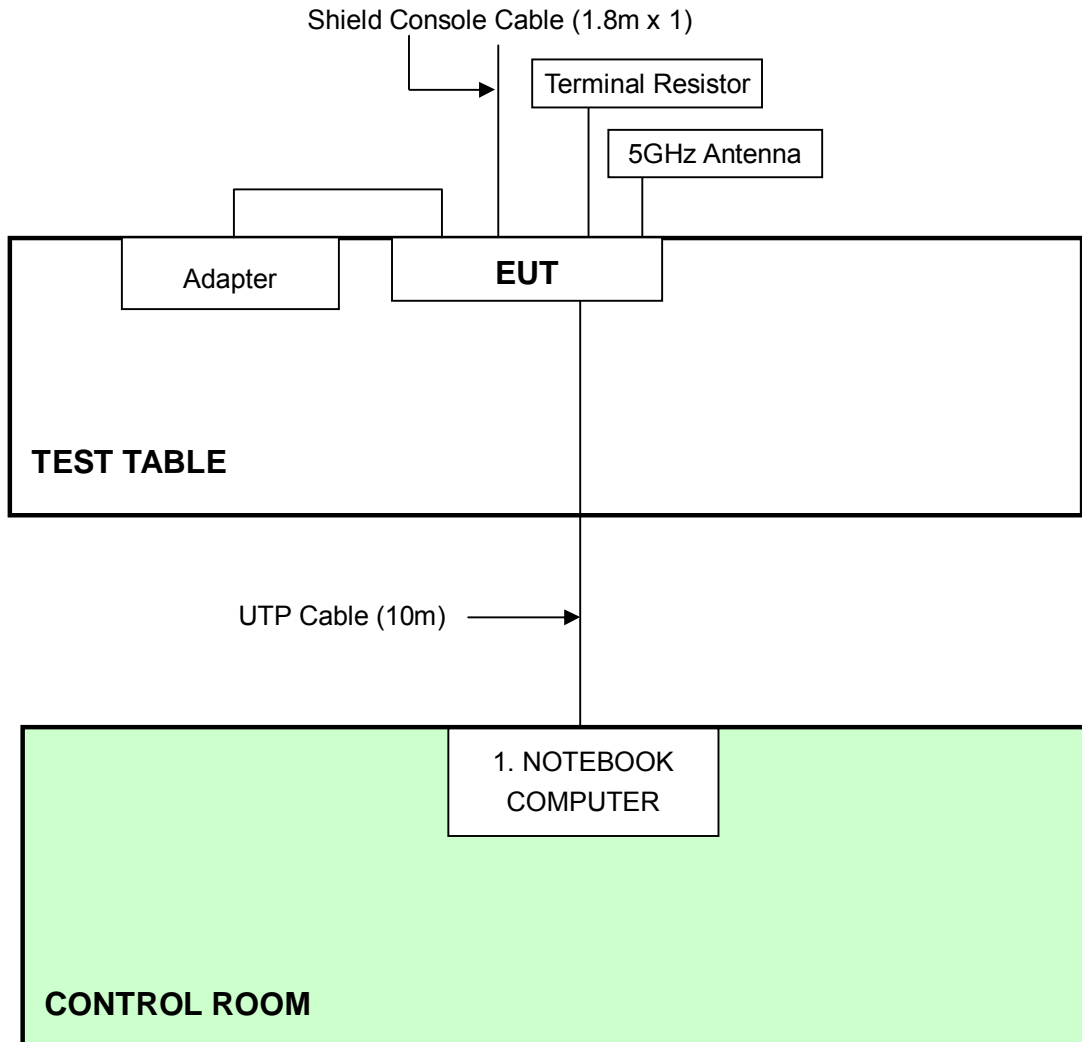 Shield Console Cable (1.8m x 1)
Terminal Resistor
5GHz Antenna
Adapter
EUT
TEST TABLE
UTP Cable (10m)
1. NOTEBOOK
COMPUTER
CONTROL ROOM